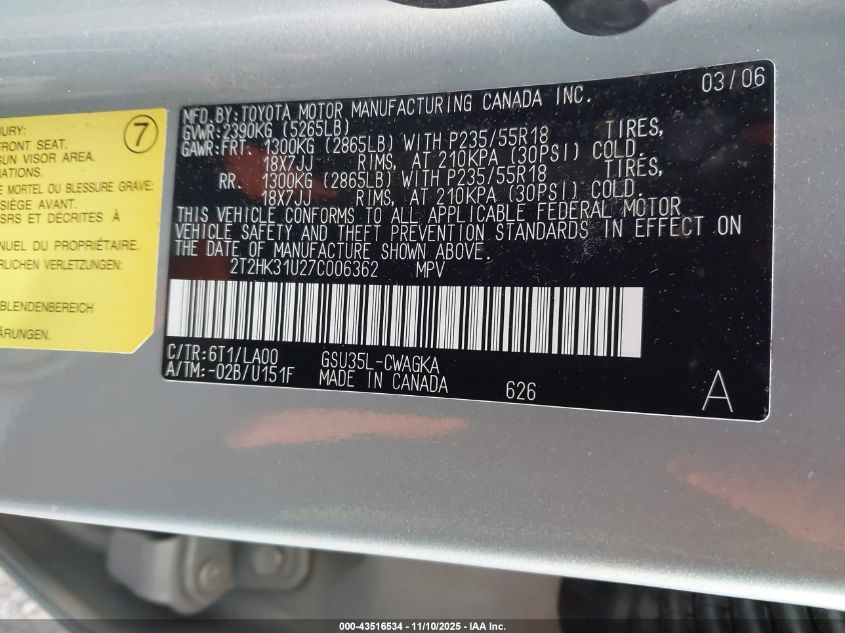 JURY:
FRONT SEAT.
SUN VISOR AREA.
7
E MORTEL OU BLESSURE GRAVE:
SIÈGE AVANT.
SRS ET DÉCRITES À
NUEL DU PROPRIÉTAIRE.
RLICHEN VERLETZUNGEN:
BLENDENBEREICH
03/06
MFD. BY: TOYOTA MOTOR MANUFACTURING CANADA INC.
GVWR: 2390KG (5265LB)
GAWR: FRT. 1300KG (2865LB) WITH P235/55R18 TIRES,
18X7JJ RIMS, AT 210KPA (30PSI) COLD.
RR. 1300KG (2865LB) WITH P235/55R18 TIRES,
18X7JJ RIMS, AT 210KPA (30PSI) COLD.
THIS VEHICLE CONFORMS TO ALL APPLICABLE FEDERAL MOTOR
VEHICLE SAFETY AND THEFT PREVENTION STANDARDS IN EFFECT ON
THE DATE OF MANUFACTURE SHOWN ABOVE.
2T2HK31U27C006362 MPV
C/TR: 6T1/LA00 GSU35L-CWAGKA
A/TM: -02B/U151F MADE IN CANADA 626
A
000-43516534 - 11/10/2025 - IAA Inc.